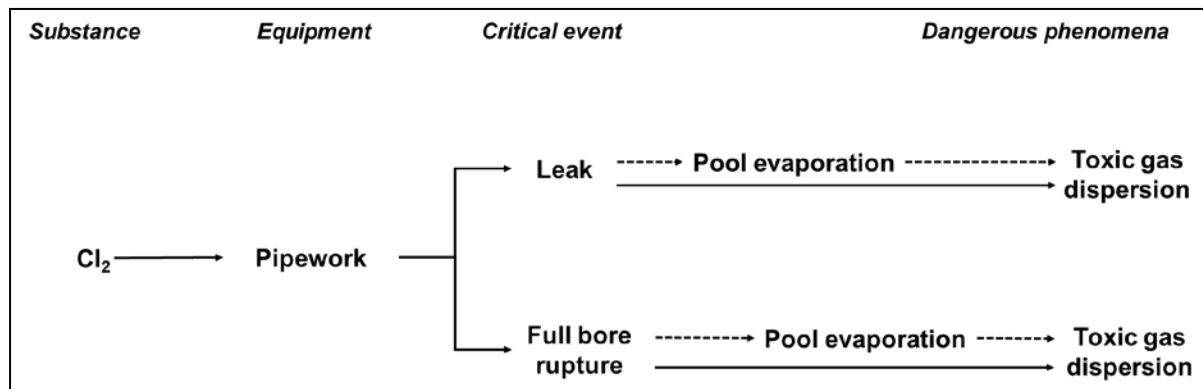 Substance Equipment Critical event Dangerous phenomena
Leak Pool evaporation Toxic gas
dispersion
Cl₂ Pipework
Full bore
rupture Pool evaporation Toxic gas
dispersion